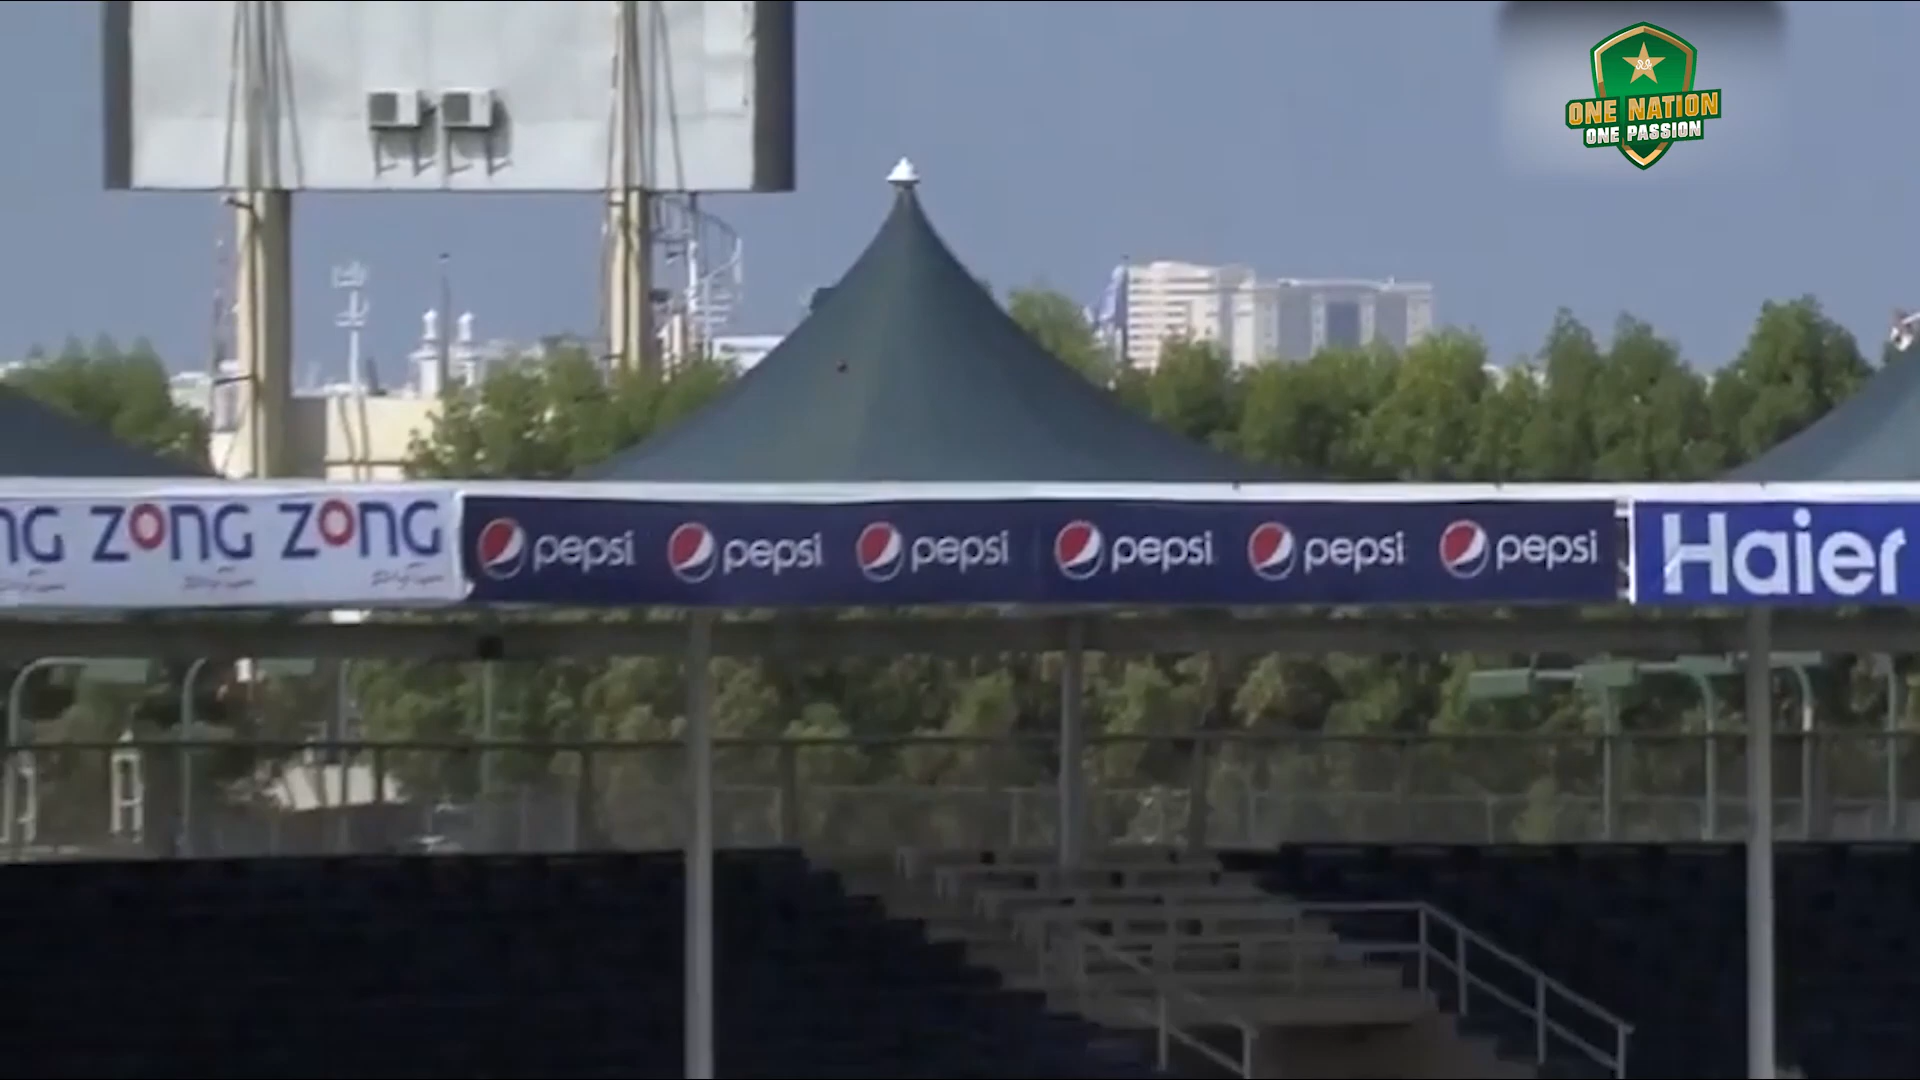 ONE NATION
ONE PASSION
NG ZONG ZONG
pepsi pepsi pepsi pepsi pepsi pepsi
Haier